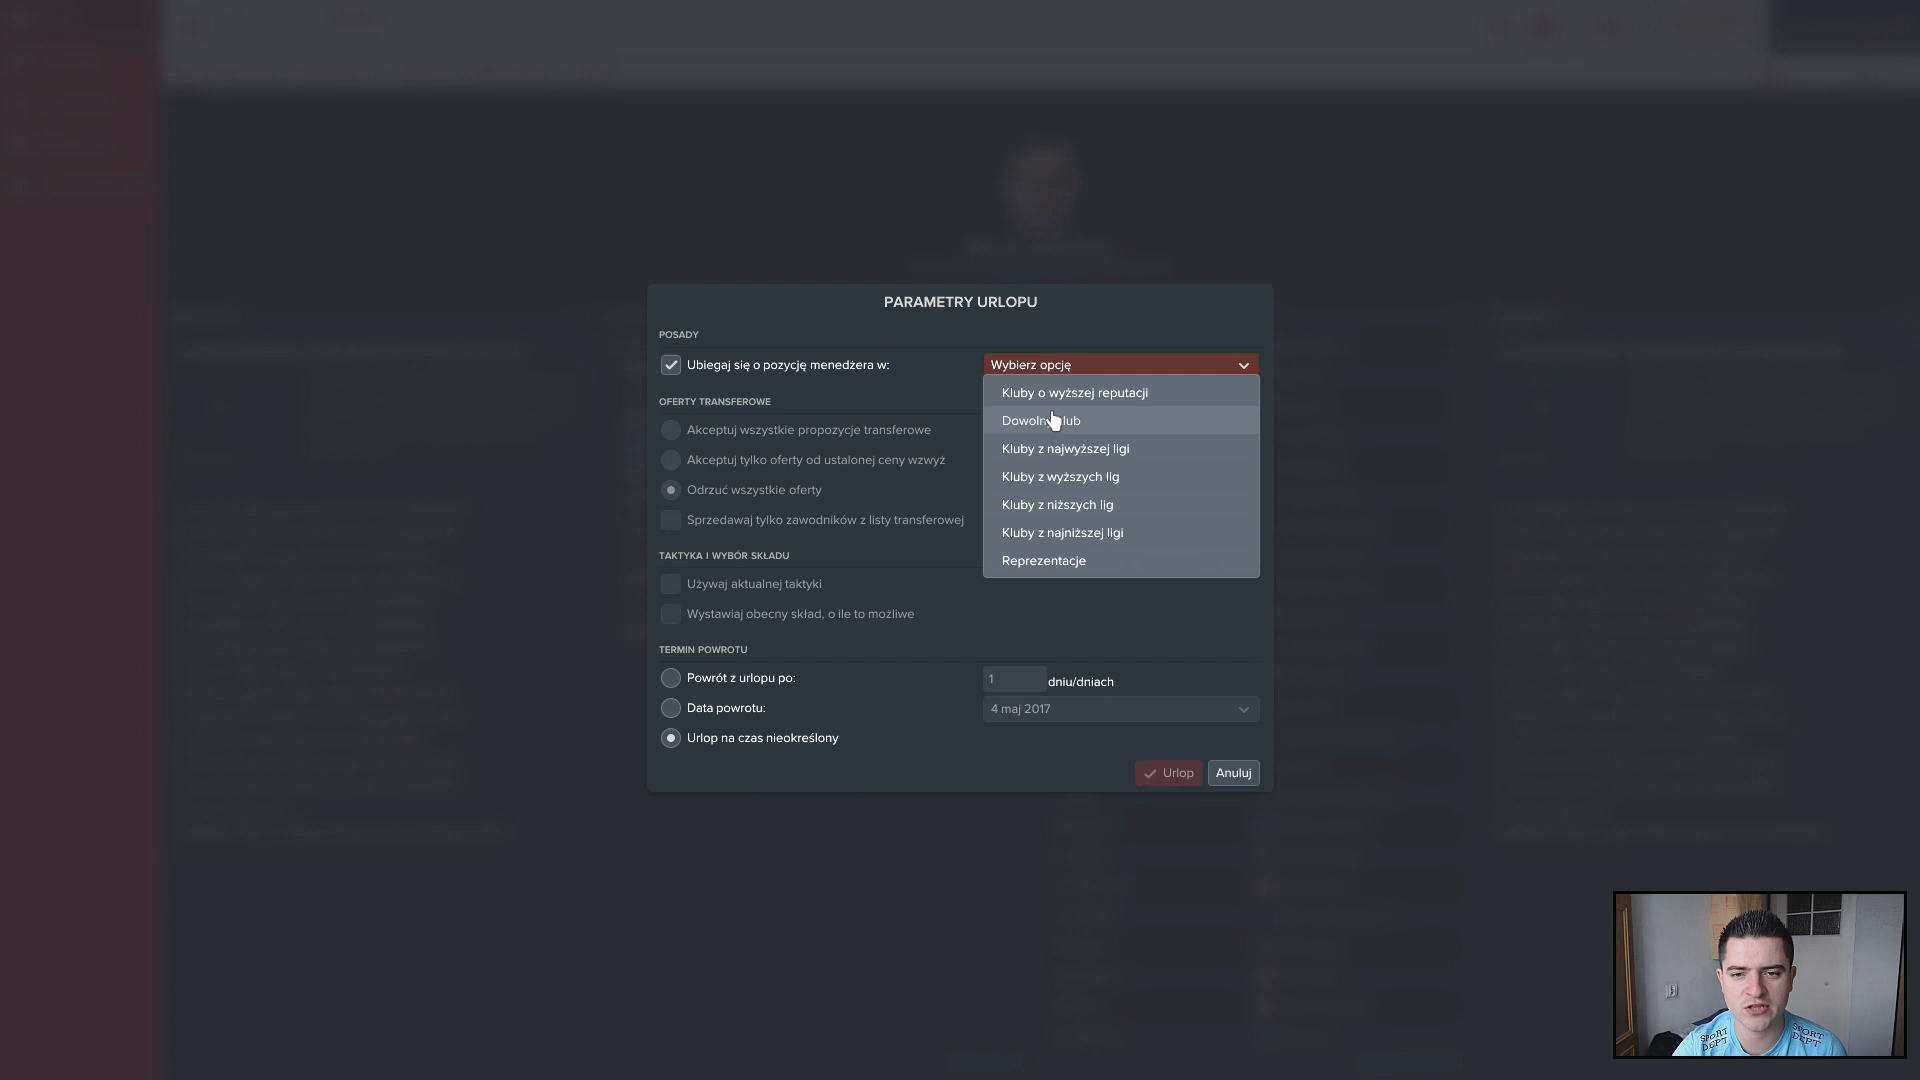 PARAMETRY URLOPU
POSADY
Ubiegaj się o pozycję menedżera w:
Wybierz opcję
Kluby o wyższej reputacji
Dowolny klub
Kluby z najwyższej ligi
Kluby z wyższych lig
Kluby z niższych lig
Kluby z najniższej ligi
Reprezentacje
OFERTY TRANSFEROWE
Akceptuj wszystkie propozycje transferowe
Akceptuj tylko oferty od ustalonej ceny wzwyż
Odrzuć wszystkie oferty
Sprzedawaj tylko zawodników z listy transferowej
TAKTYKA I WYBÓR SKŁADU
Używaj aktualnej taktyki
Wystawiaj obecny skład, o ile to możliwe
TERMIN POWROTU
Powrót z urlopu po:
1 dniu/dniach
Data powrotu:
4 maj 2017
Urlop na czas nieokreślony
Urlop
Anuluj
SPORT
DEPT
SPORT
DEPT